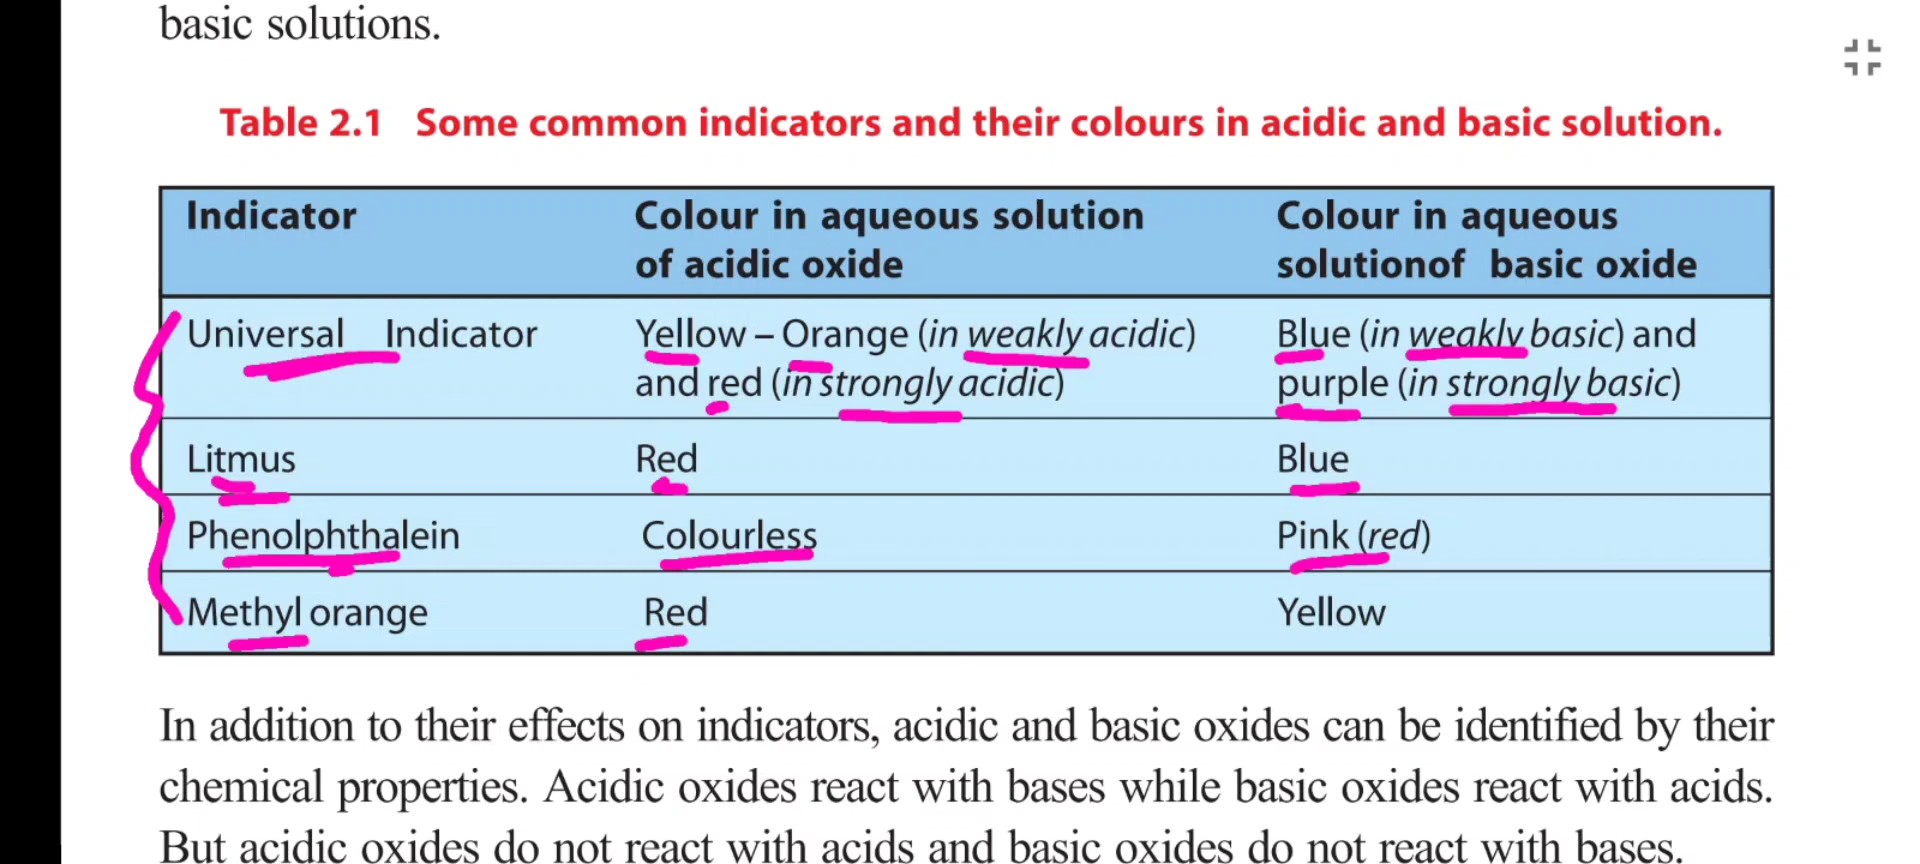 basic solutions.
Table 2.1 Some common indicators and their colours in acidic and basic solution.
Indicator
Colour in aqueous solution
of acidic oxide
Colour in aqueous
solutionof basic oxide
Universal Indicator
Yellow – Orange (in weakly acidic)
and red (in strongly acidic)
Blue (in weakly basic) and
purple (in strongly basic)
Litmus
Red
Blue
Phenolphthalein
Colourless
Pink (red)
Methyl orange
Red
Yellow
In addition to their effects on indicators, acidic and basic oxides can be identified by their
chemical properties. Acidic oxides react with bases while basic oxides react with acids.
But acidic oxides do not react with acids and basic oxides do not react with bases.